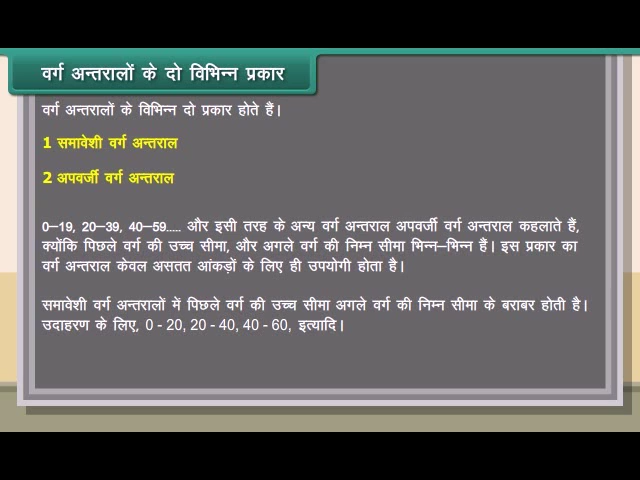 वर्ग अन्तरालों के दो विभिन्न प्रकार
वर्ग अन्तरालों के विभिन्न दो प्रकार होते हैं।
1 समावेशी वर्ग अन्तराल
2 अपवर्जी वर्ग अन्तराल
0–19, 20–39, 40–59..... और इसी तरह के अन्य वर्ग अन्तराल अपवर्जी वर्ग अन्तराल कहलाते हैं,
क्योंकि पिछले वर्ग की उच्च सीमा, और अगले वर्ग की निम्न सीमा भिन्न–भिन्न हैं। इस प्रकार का
वर्ग अन्तराल केवल असतत आंकड़ों के लिए ही उपयोगी होता है।
समावेशी वर्ग अन्तरालों में पिछले वर्ग की उच्च सीमा अगले वर्ग की निम्न सीमा के बराबर होती है।
उदाहरण के लिए, 0 - 20, 20 - 40, 40 - 60, इत्यादि।